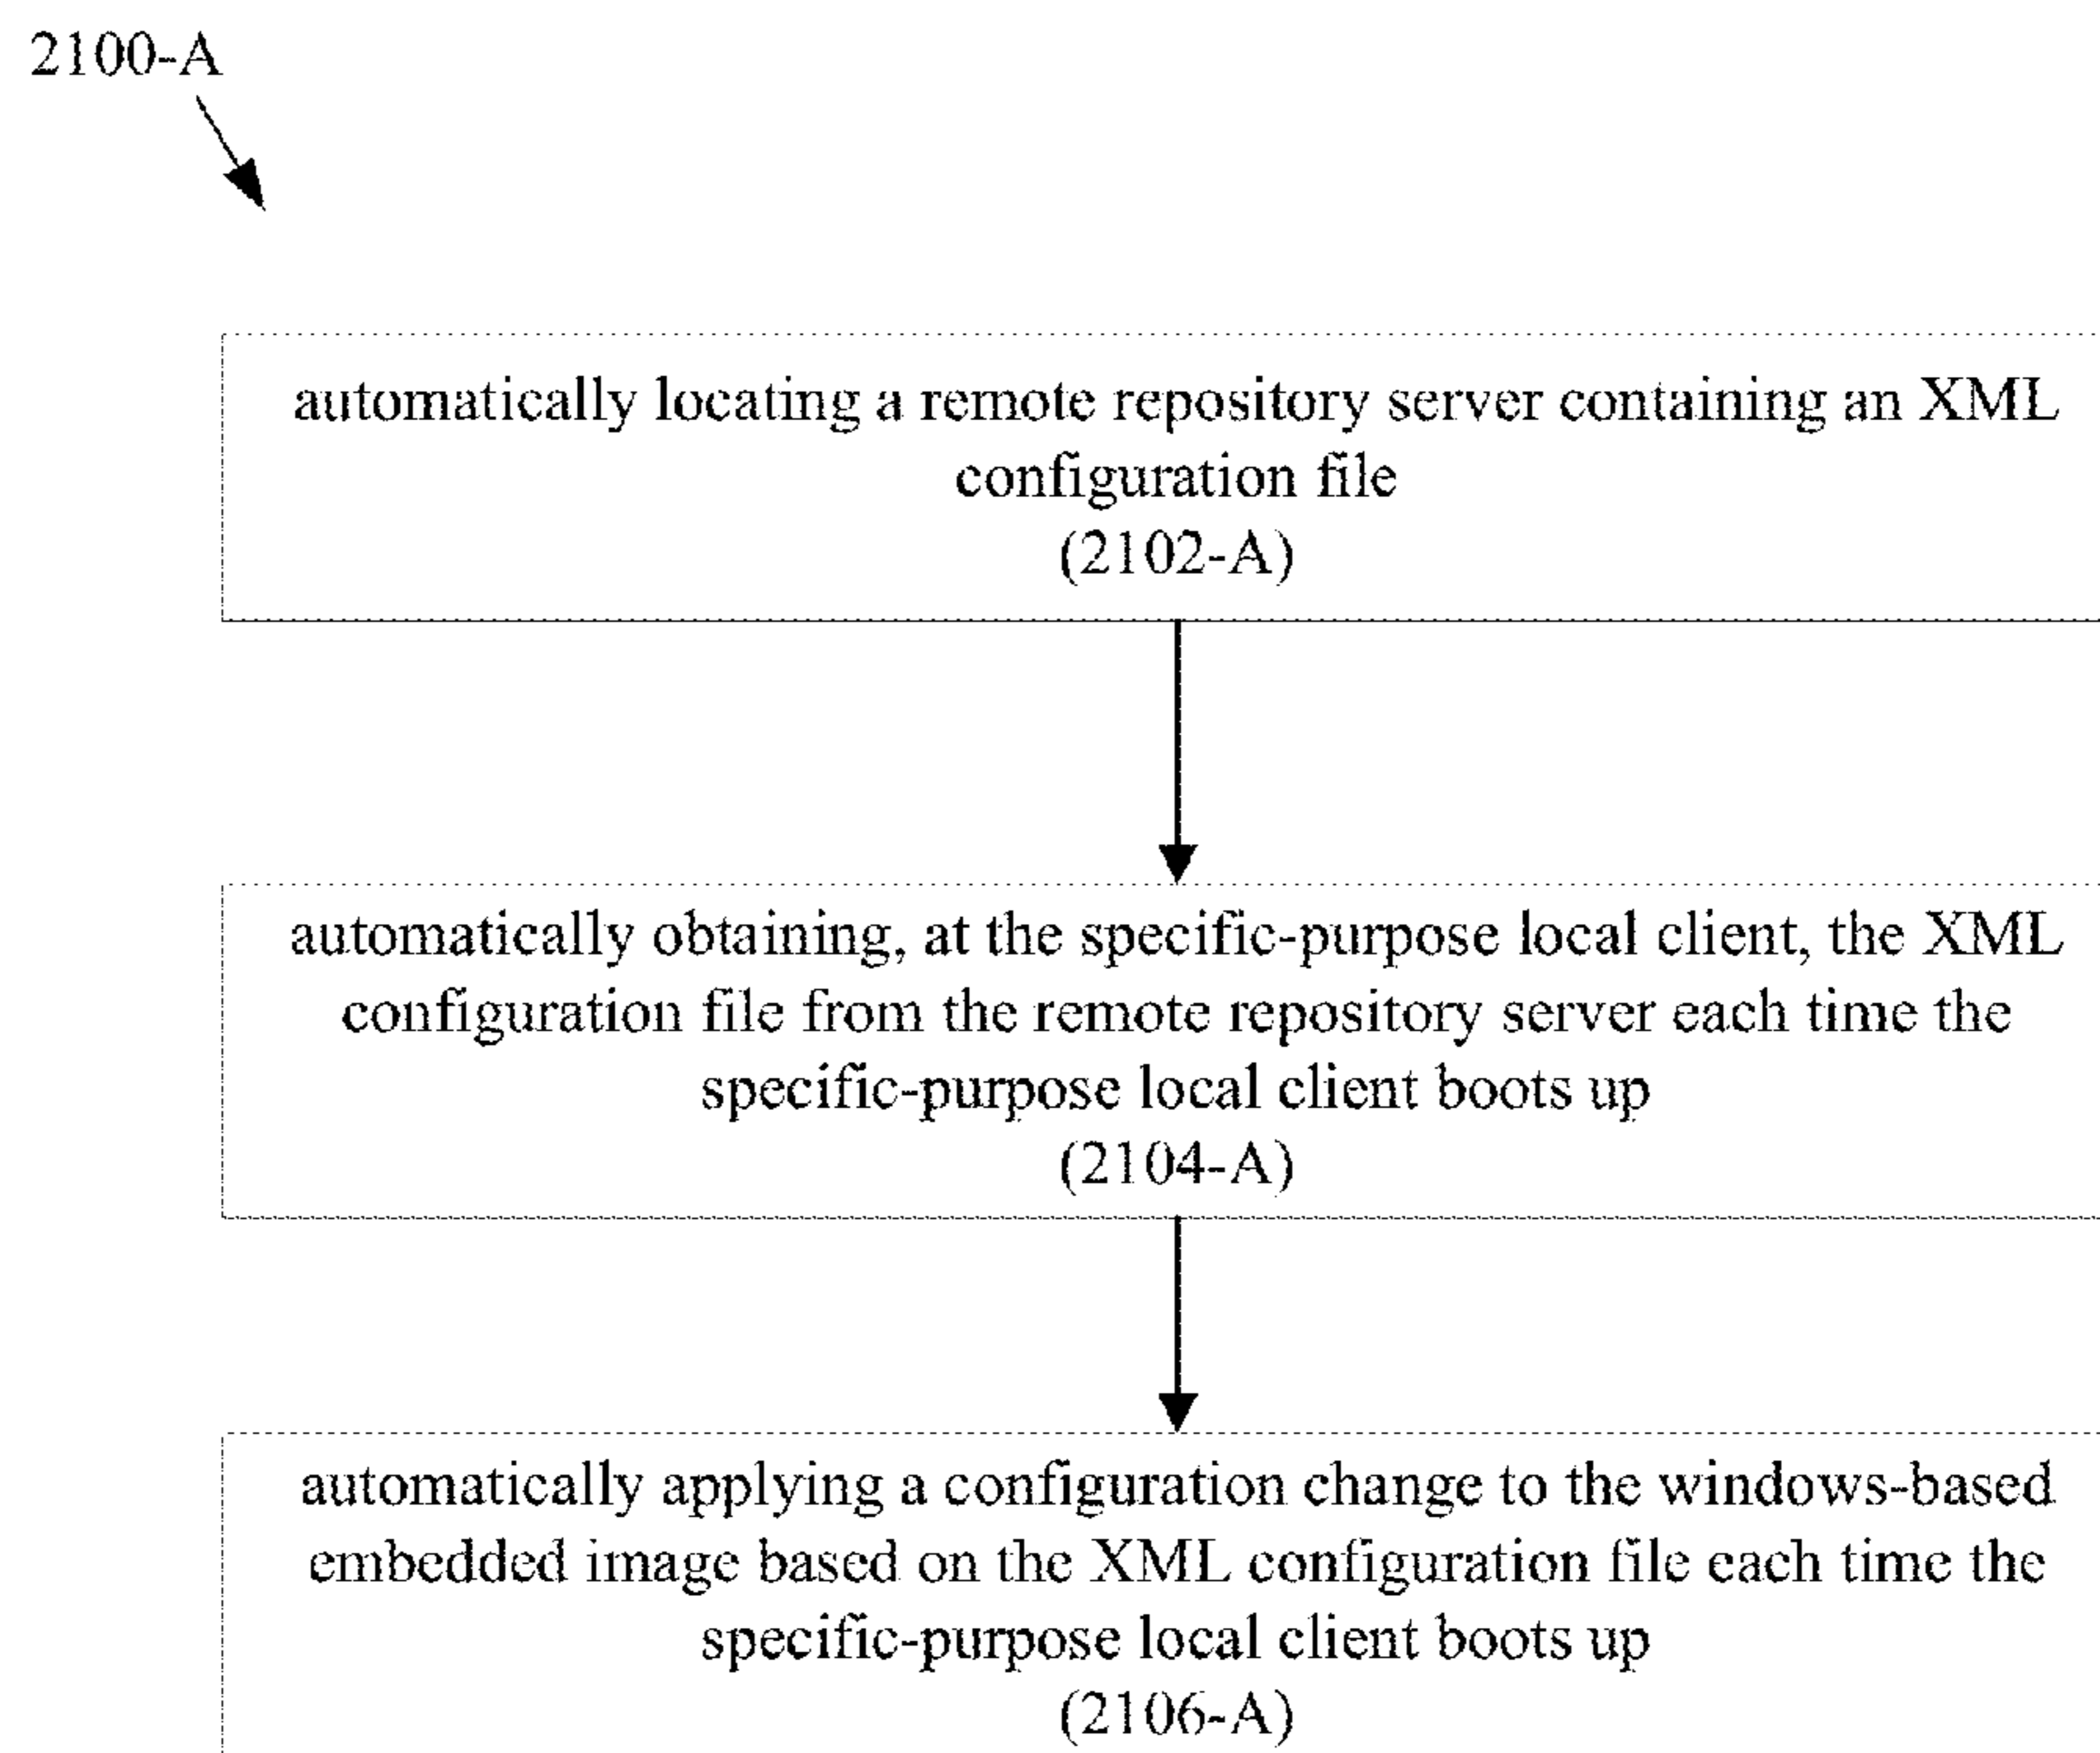 2100-A
automatically locating a remote repository server containing an XML
configuration file
(2102-A)
automatically obtaining, at the specific-purpose local client, the XML
configuration file from the remote repository server each time the
specific-purpose local client boots up
(2104-A)
automatically applying a configuration change to the windows-based
embedded image based on the XML configuration file each time the
specific-purpose local client boots up
(2106-A)